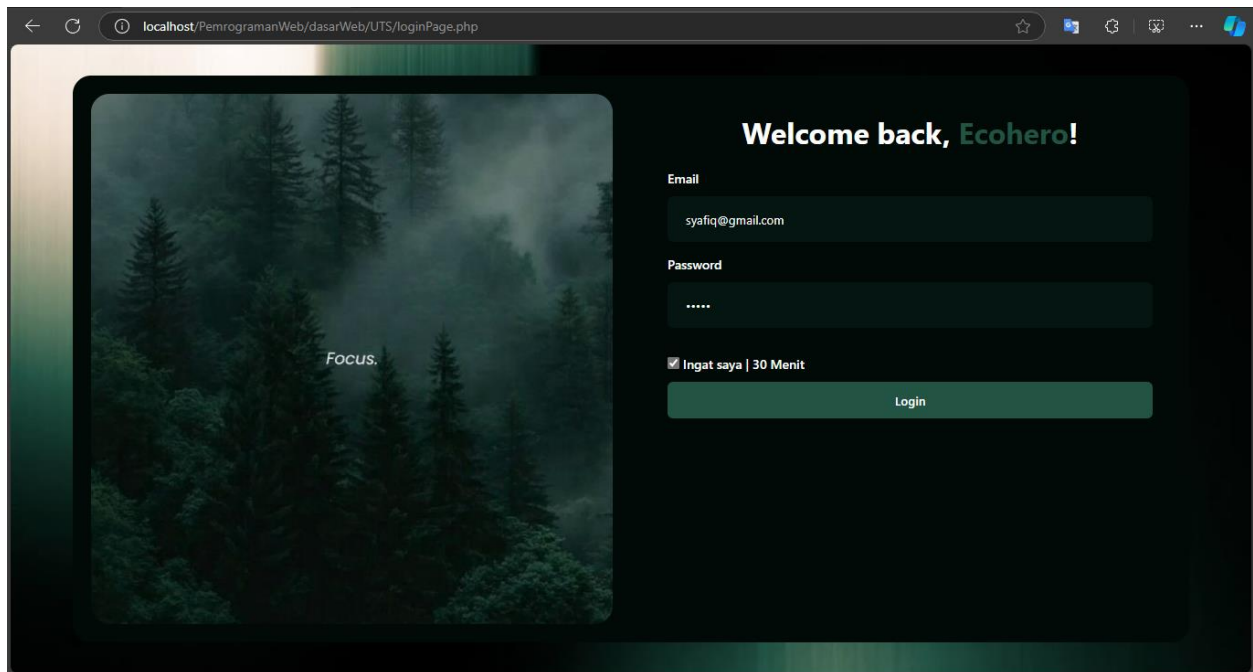 localhost/PemrogramanWeb/dasarWeb/UTS/loginPage.php
Focus.
Welcome back, Ecohero!
Email
syafiq@gmail.com
Password
•••••
Ingat saya | 30 Menit
Login